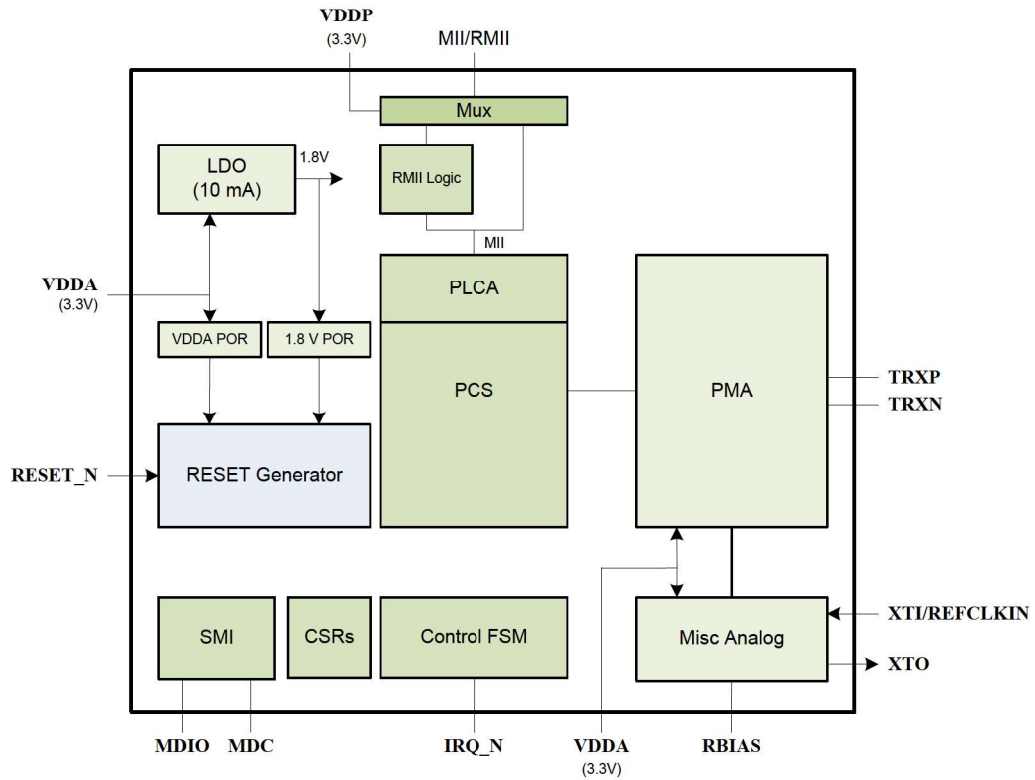 VDDP
(3.3V)
MII/RMII
Mux
LDO
(10 mA)
1.8V
RMII Logic
MII
VDDA
(3.3V)
PLCA
VDDA POR
1.8 V POR
PCS
PMA
TRXP
TRXN
RESET_N
RESET Generator
SMI
CSRs
Control FSM
Misc Analog
XTI/REFCLKIN
XTO
MDIO
MDC
IRQ_N
VDDA
(3.3V)
RBIAS